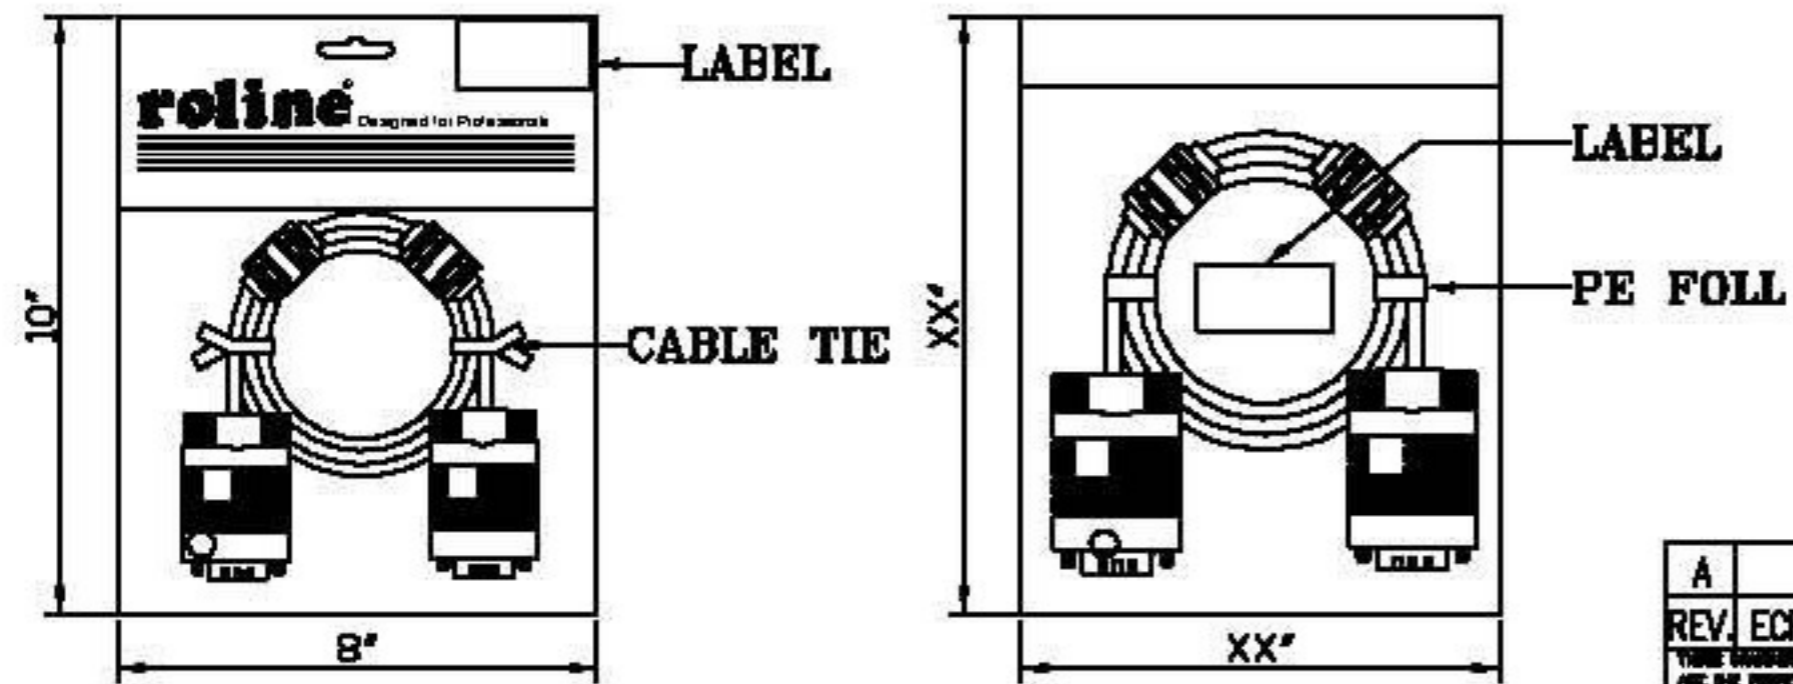 LABEL
roline
Designed for Professionals
10"
CABLE TIE
8"
LABEL
PE FOLL
XX"
XX"
A
REV.